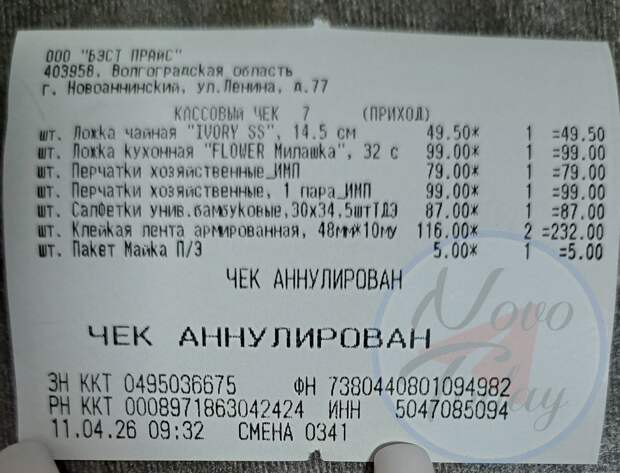 ООО "БЭСТ ПРАЙС"
403958, Волгоградская область
г. Новоаннинский, ул.Ленина, д.77
КАССОВЫЙ ЧЕК 7 (ПРИХОД)
шт. Ложка чайная "IVORY SS", 14.5 см 49.50* 1 =49.50
шт. Ложка кухонная "FLOWER Милашка", 32 с 99.00* 1 =99.00
шт. Перчатки хозяйственные_ИМП 79.00* 1 =79.00
шт. Перчатки хозяйственные, 1 пара_ИМП 99.00* 1 =99.00
шт. Салфетки унив.бамбуковые,30х34,5штТДЭ 87.00* 1 =87.00
шт. Клейкая лента армированная, 48мм*10му 116.00* 2 =232.00
шт. Пакет Майка П/Э 5.00* 1 =5.00
ЧЕК АННУЛИРОВАН
ЧЕК АННУЛИРОВАН
ЗН ККТ 0495036675 ФН 7380440801094982
РН ККТ 0008971863042424 ИНН 5047085094
11.04.26 09:32 СМЕНА 0341
Novo
Today